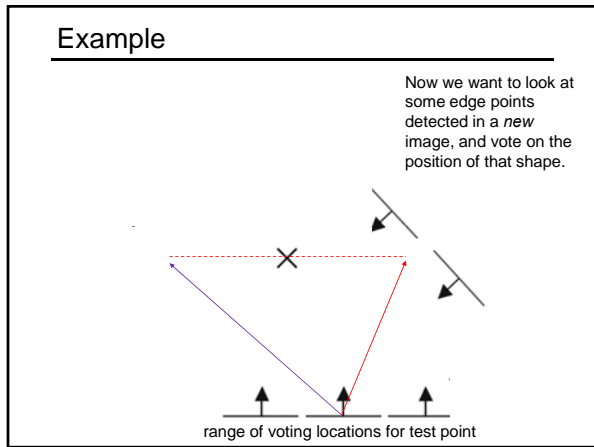 Example
Now we want to look at
some edge points
detected in a new
image, and vote on the
position of that shape.
range of voting locations for test point